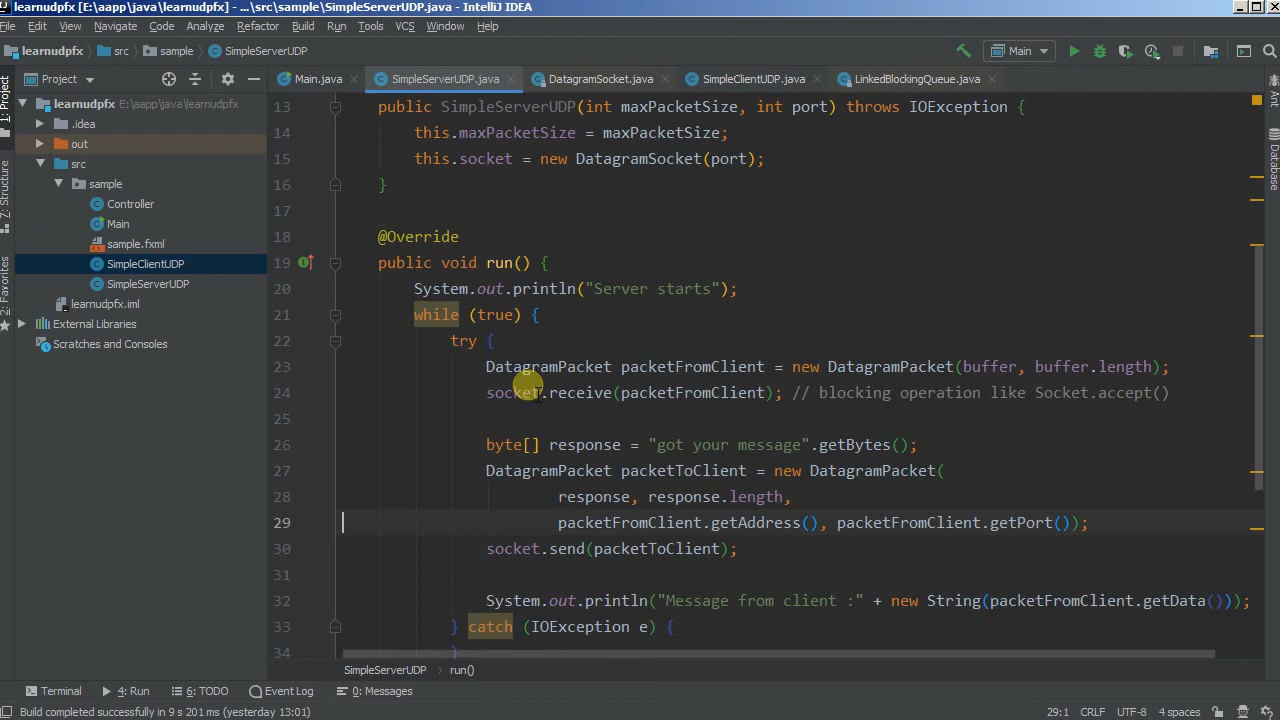 learnudpfx [E:\aapp\java\learnudpfx] - ...\src\sample\SimpleServerUDP.java - IntelliJ IDEA
File Edit View Navigate Code Analyze Refactor Build Run Tools VCS Window Help
learnudpfx src sample SimpleServerUDP Main
Project Main.java SimpleServerUDP.java DatagramSocket.java SimpleClientUDP.java LinkedBlockingQueue.java
1: Project
7: Structure
2: Favorites
learnudpfx E:\aapp\java\learnudpfx
.idea
out
src
sample
Controller
Main
sample.fxml
SimpleClientUDP
SimpleServerUDP
learnudpfx.iml
External Libraries
Scratches and Consoles
13 public SimpleServerUDP(int maxPacketSize, int port) throws IOException {
14 this.maxPacketSize = maxPacketSize;
15 this.socket = new DatagramSocket(port);
16 }
17
18 @Override
19 public void run() {
20 System.out.println("Server starts");
21 while (true) {
22 try {
23 DatagramPacket packetFromClient = new DatagramPacket(buffer, buffer.length);
24 socket.receive(packetFromClient); // blocking operation like Socket.accept()
25
26 byte[] response = "got your message".getBytes();
27 DatagramPacket packetToClient = new DatagramPacket(
28 response, response.length,
29 packetFromClient.getAddress(), packetFromClient.getPort());
30 socket.send(packetToClient);
31
32 System.out.println("Message from client :" + new String(packetFromClient.getData()));
33 } catch (IOException e) {
34 }
Ant
Database
SimpleServerUDP run()
Terminal 4: Run 6: TODO Event Log 0: Messages
Build completed successfully in 9 s 201 ms (yesterday 13:01) 29:1 CRLF UTF-8 4 spaces